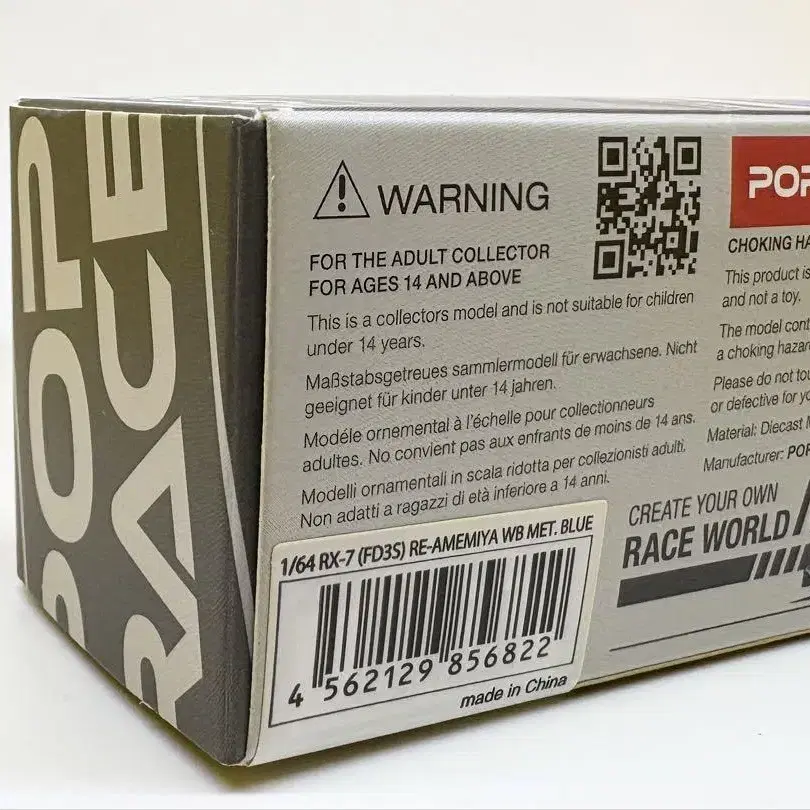 POP
RACE
WARNING
FOR THE ADULT COLLECTOR
FOR AGES 14 AND ABOVE
This is a collectors model and is not suitable for children
under 14 years.
Maßstabsgetreues sammlermodell für erwachsene. Nicht
geeignet für kinder unter 14 jahren.
Modéle ornemental à l'échelle pour collectionneurs
adultes. No convient pas aux enfrants de moins de 14 ans.
Modelli ornamentali in scala ridotta per collezionisti adulti.
Non adatti a ragazzi di età inferiore a 14 anni.
1/64 RX-7 (FD3S) RE-AMEMIYA WB MET. BLUE
4 562129 856822
made in China
POP
CHOKING HA
This product is
and not a toy.
The model cont
a choking hazar
Please do not tou
or defective for yo
Material: Diecast M
Manufacturer: POP
CREATE YOUR OWN
RACE WORLD